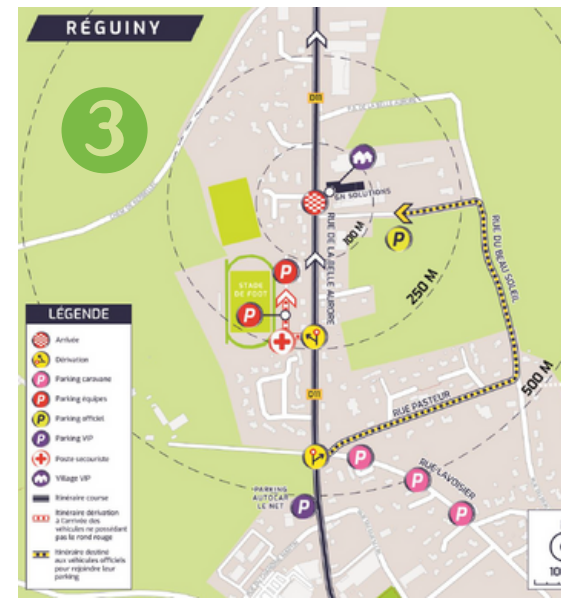 RÉGUINY
3
D11
GN SOLUTIONS
RUE DE LA BELLE AURORE
100 M
250 M
RUE DU BEAU SOLEIL
500 M
P
P
STADE
DE FOOT
P
D11
RUE PASTEUR
P
P
P
RUE LAVOISIER
PARKING
AUTOCAR
LE NET
P
LÉGENDE
Arrivée
Dérivation
P Parking caravane
P Parking équipes
P Parking officiel
P Parking VIP
Poste secouriste
Village VIP
Itinéraire course
Itinéraire dérivation
à l'arrivée des
véhicules ne possédant
pas le rond rouge
Itinéraire destiné
aux véhicules officiels
pour rejoindre leur
parking